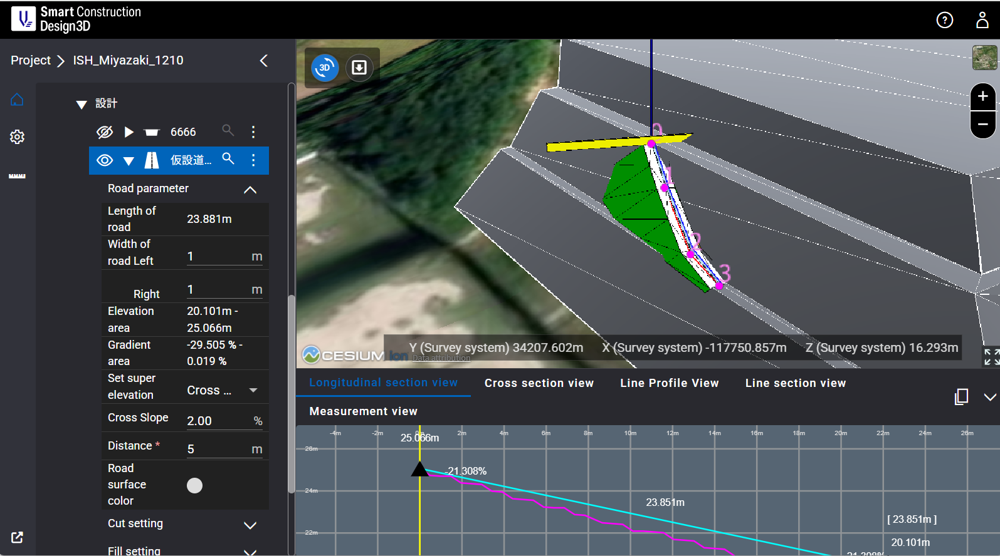 Smart Construction
Design3D
Project
ISH_Miyazaki_1210
設計
6666
仮設道...
Road parameter
Length of road
23.881m
Width of road Left
1
m
Right
1
m
Elevation area
20.101m - 25.066m
Gradient area
-29.505 % - 0.019 %
Set super elevation
Cross ...
Cross Slope
2.00
%
Distance *
5
m
Road surface color
Cut setting
Fill setting
3D
0
1
2
3
CESIUM ion
Data attribution
Y (Survey system) 34207.602m X (Survey system) -117750.857m Z (Survey system) 16.293m
Longitudinal section view
Cross section view
Line Profile View
Line section view
Measurement view
-4m -2m 0m 2m 4m 6m 8m 10m 12m 14m 16m 18m 20m 22m 24m 26m
25.066m
26m
-21.308%
24m
23.851m
[ 23.851m ]
22m
20.101m